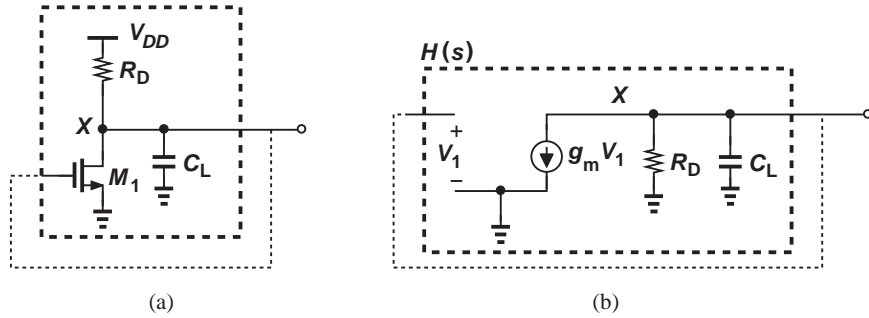 V_DD
R_D
X
C_L
M_1
(a)
H(s)
X
+
V_1
−
g_m V_1
R_D
C_L
(b)